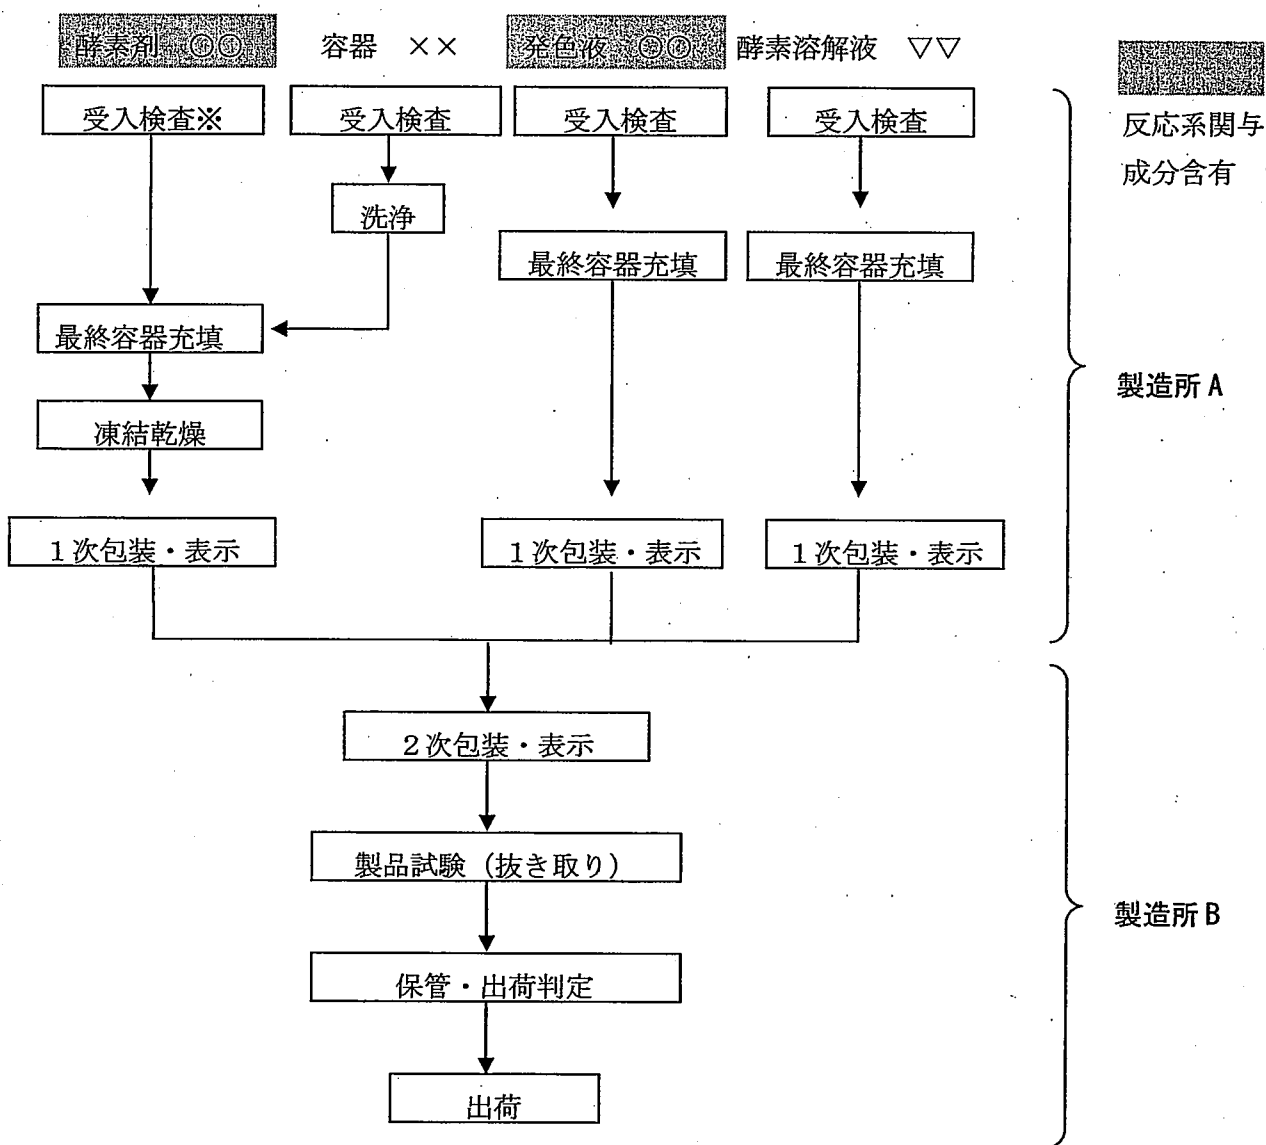 酵素剤 ○○ 容器 ×× 発色液 ○○ 酵素溶解液 ▽▽
受入検査※ 受入検査 受入検査 受入検査
反応系関与
成分含有
洗浄
最終容器充填 最終容器充填
最終容器充填
製造所A
凍結乾燥
1次包装・表示 1次包装・表示 1次包装・表示
2次包装・表示
製品試験(抜き取り)
製造所B
保管・出荷判定
出荷